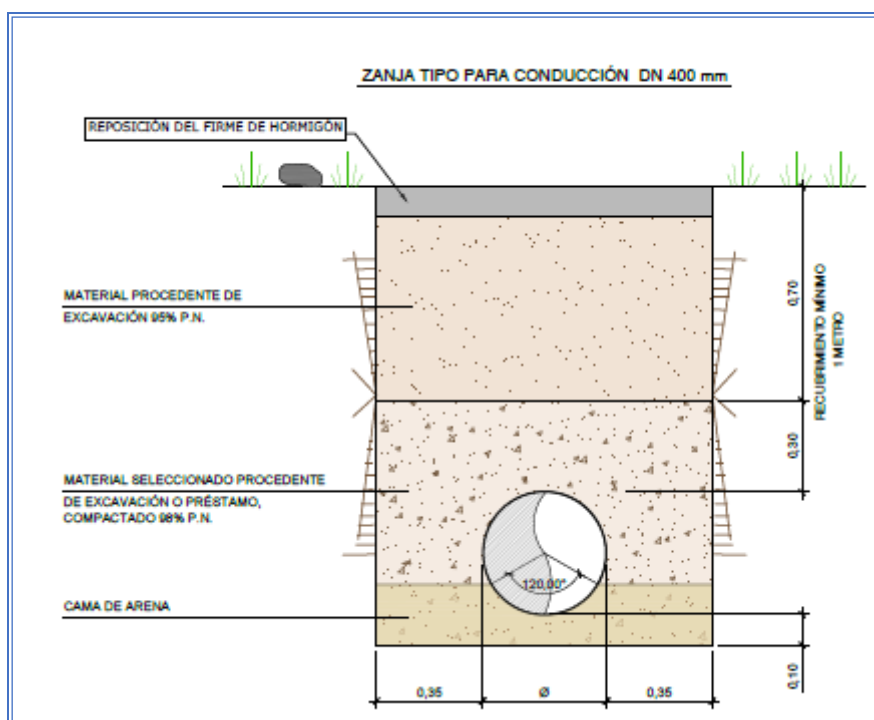 ZANJA TIPO PARA CONDUCCIÓN DN 400 mm
REPOSICIÓN DEL FIRME DE HORMIGÓN
MATERIAL PROCEDENTE DE
EXCAVACIÓN 95% P.N.
0,70
RECUBRIMIENTO MÍNIMO
1 METRO
0,30
MATERIAL SELECCIONADO PROCEDENTE
DE EXCAVACIÓN O PRÉSTAMO,
COMPACTADO 98% P.N.
120,00°
CAMA DE ARENA
0,10
0,35
Ø
0,35